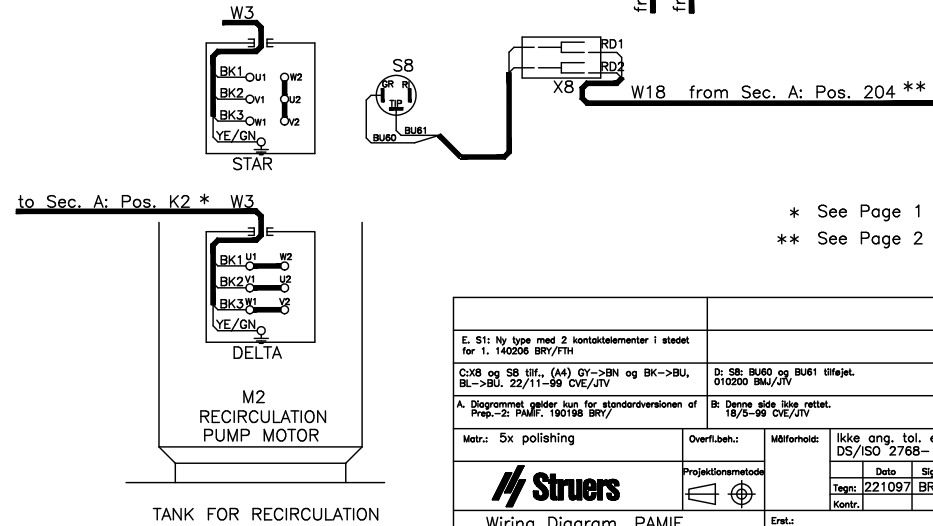 W3
BK1 U1 W2
BK2 V1 U2
BK3 W1 V2
YE/GN
STAR
S8
GR
TIP
BU60
BU61
RD1
RD2
X8
W18 from Sec. A: Pos. 204 **
to Sec. A: Pos. K2 * W3
BK1 U1 W2
BK2 V1 U2
BK3 W1 V2
YE/GN
DELTA
M2
RECIRCULATION
PUMP MOTOR
TANK FOR RECIRCULATION
* See Page 1
** See Page 2
E. S1: Ny type med 2 kontaktelementer i stedet
for 1. 140206 BRY/FTH
C:X8 og S8 tilf., (A4) GY->BN og BK->BU,
BL->BU. 22/11-99 CVE/JTV
D: S8: BU60 og BU61 tilføjet.
010200 BMJ/JTV
A. Diagrammet gælder kun for standardversionen af
Prep.-2: PAMIF. 190198 BRY/
B: Denne side ikke rettet.
18/5-99 CVE/JTV
Matr.: 5x polishing
Overfl.beh.:
Målforhold:
Ikke ang. tol.
DS/ISO 2768-
Struers
Projektionsmetode
Dato
Tegn: 221097
Kontr.
Wiring Diagram, PAMIF
Erst.: